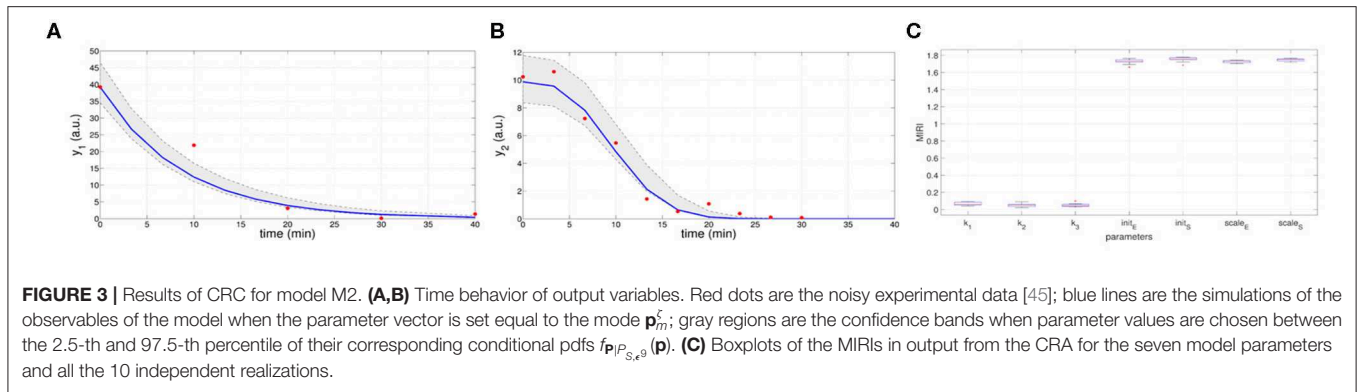 A
50
45
40
35
30
25
20
15
10
5
0
y₁ (a.u.)
0 5 10 15 20 25 30 35 40
time (min)
B
12
10
8
6
4
2
0
y₂ (a.u.)
0 5 10 15 20 25 30 35 40
time (min)
C
1.8
1.6
1.4
1.2
1
0.8
0.6
0.4
0.2
0
MIRI
k₁ k₂ k₃ init_E init_S scale_E scale_S
parameters
FIGURE 3 | Results of CRC for model M2. (A,B) Time behavior of output variables. Red dots are the noisy experimental data [45]; blue lines are the simulations of the
observables of the model when the parameter vector is set equal to the mode p_m^ζ; gray regions are the confidence bands when parameter values are chosen between
the 2.5-th and 97.5-th percentile of their corresponding conditional pdfs f_{P|P_{S,ϵ^9}}(p). (C) Boxplots of the MIRIs in output from the CRA for the seven model parameters
and all the 10 independent realizations.